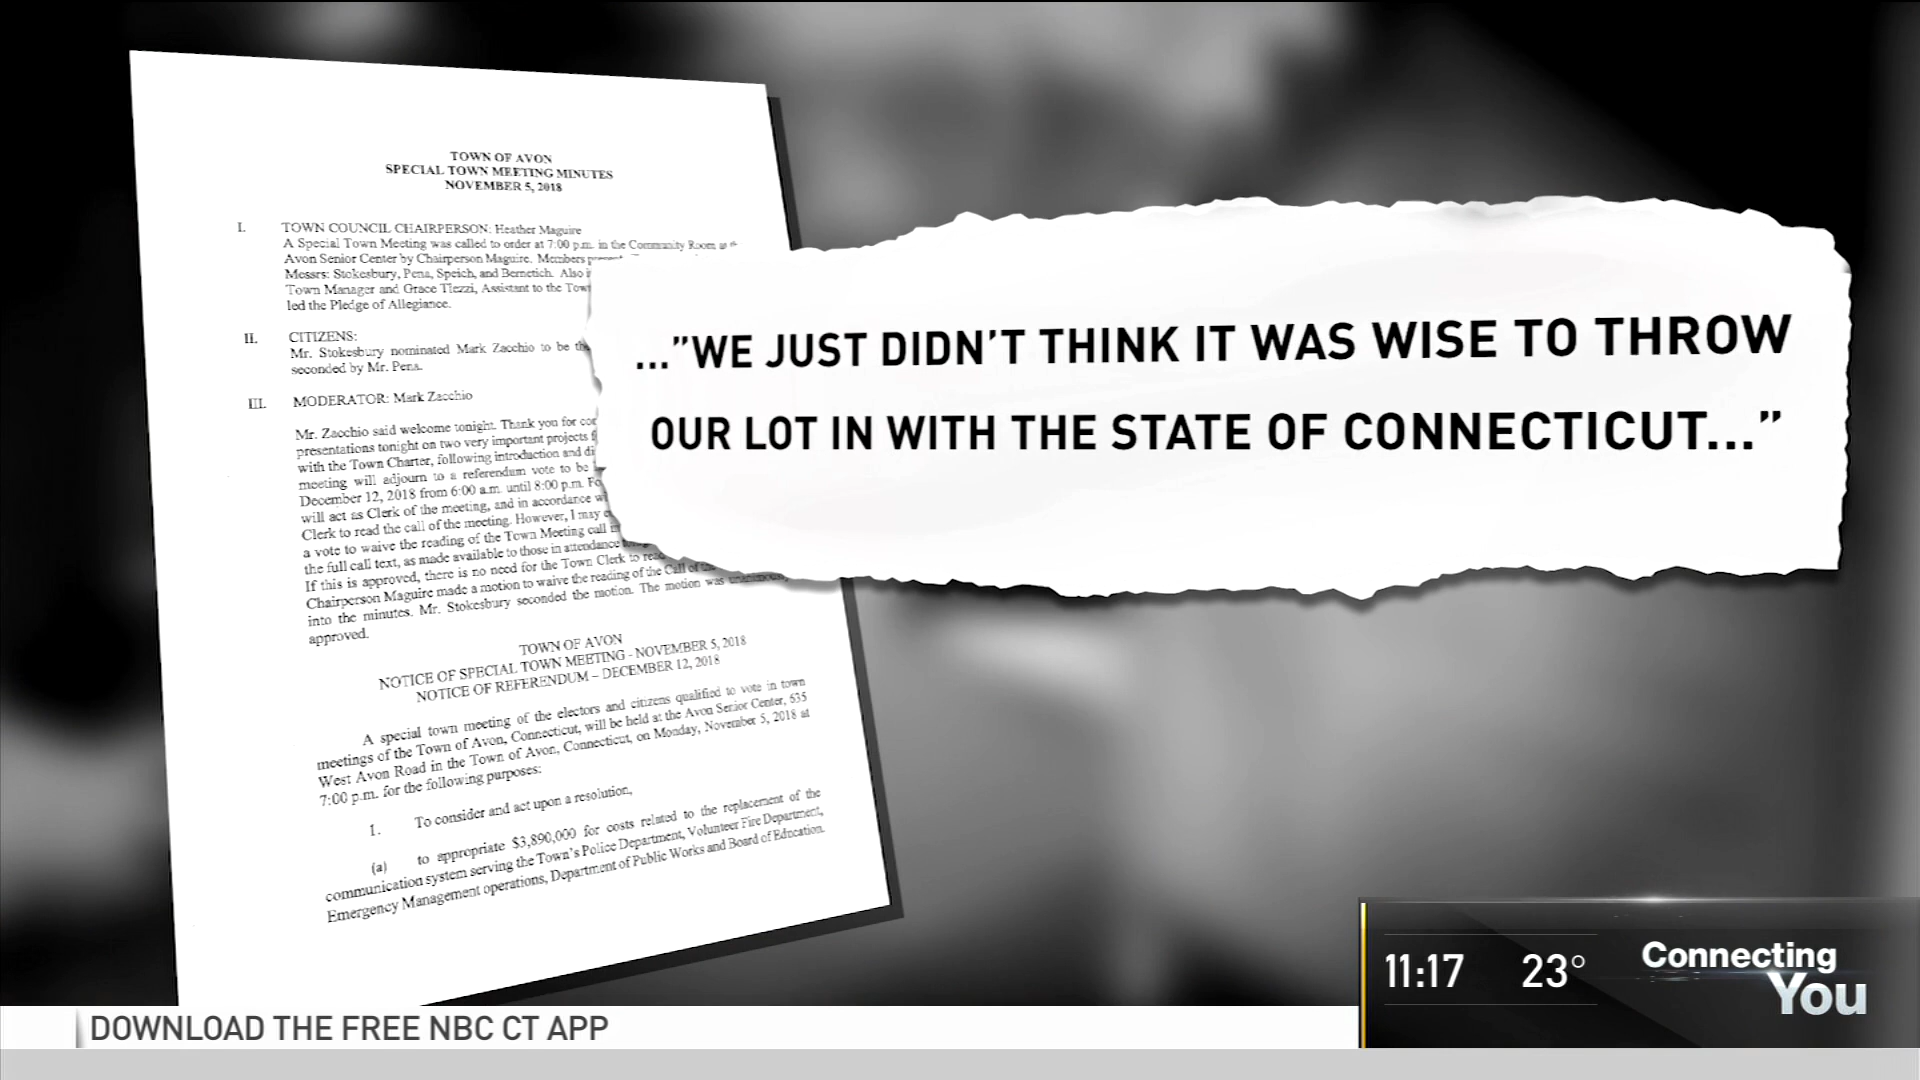 TOWN OF AVON
SPECIAL TOWN MEETING MINUTES
NOVEMBER 5, 2018
I. TOWN COUNCIL CHAIRPERSON: Heather Maguire
A Special Town Meeting was called to order at 7:00 p.m. in the Community Room at
Avon Senior Center by Chairperson Maguire. Members present:
Messrs: Stokesbury, Pena, Speich, and Bernetich. Also
Town Manager and Grace Tiezzi, Assistant to the Town
led the Pledge of Allegiance.
II. CITIZENS:
Mr. Stokesbury nominated Mark Zacchio to be the
seconded by Mr. Pena.
III. MODERATOR: Mark Zacchio
Mr. Zacchio said welcome tonight. Thank you for
presentations tonight on two very important projects
with the Town Charter, following introduction and
meeting will adjourn to a referendum vote to be
December 12, 2018 from 6:00 a.m. until 8:00 p.m.
will act as Clerk of the meeting, and in accordance
Clerk to read the call of the meeting. However, I may
a vote to waive the reading of the Town Meeting call
the full call text, as made available to those in attendance
If this is approved, there is no need for the Town Clerk to read
Chairperson Maguire made a motion to waive the reading of the Call of the
into the minutes. Mr. Stokesbury seconded the motion. The motion was unanimously
approved.
TOWN OF AVON
NOTICE OF SPECIAL TOWN MEETING - NOVEMBER 5, 2018
NOTICE OF REFERENDUM – DECEMBER 12, 2018
A special town meeting of the electors and citizens qualified to vote in town
meetings of the Town of Avon, Connecticut, will be held at the Avon Senior Center, 635
West Avon Road in the Town of Avon, Connecticut, on Monday, November 5, 2018 at
7:00 p.m. for the following purposes:
1. To consider and act upon a resolution,
(a) to appropriate $3,890,000 for costs related to the replacement of the
communication system serving the Town's Police Department, Volunteer Fire Department,
Emergency Management operations, Department of Public Works and Board of Education.
..."WE JUST DIDN'T THINK IT WAS WISE TO THROW
OUR LOT IN WITH THE STATE OF CONNECTICUT..."
11:17 23° Connecting
You
DOWNLOAD THE FREE NBC CT APP